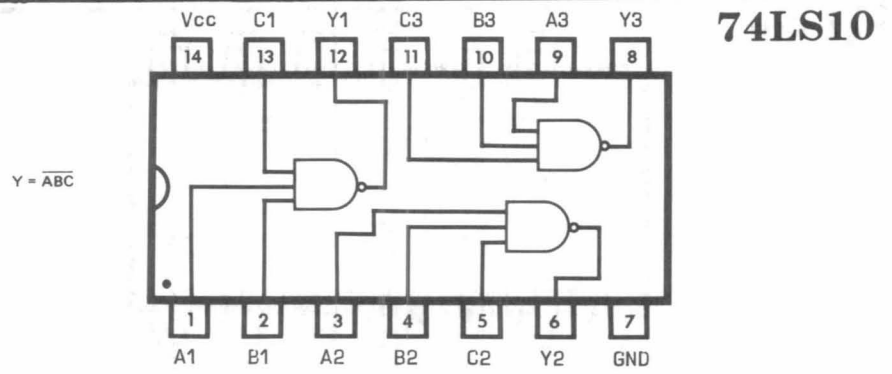 74LS10
Vcc C1 Y1 C3 B3 A3 Y3
14 13 12 11 10 9 8
Y = \overline{ABC}
1 2 3 4 5 6 7
A1 B1 A2 B2 C2 Y2 GND